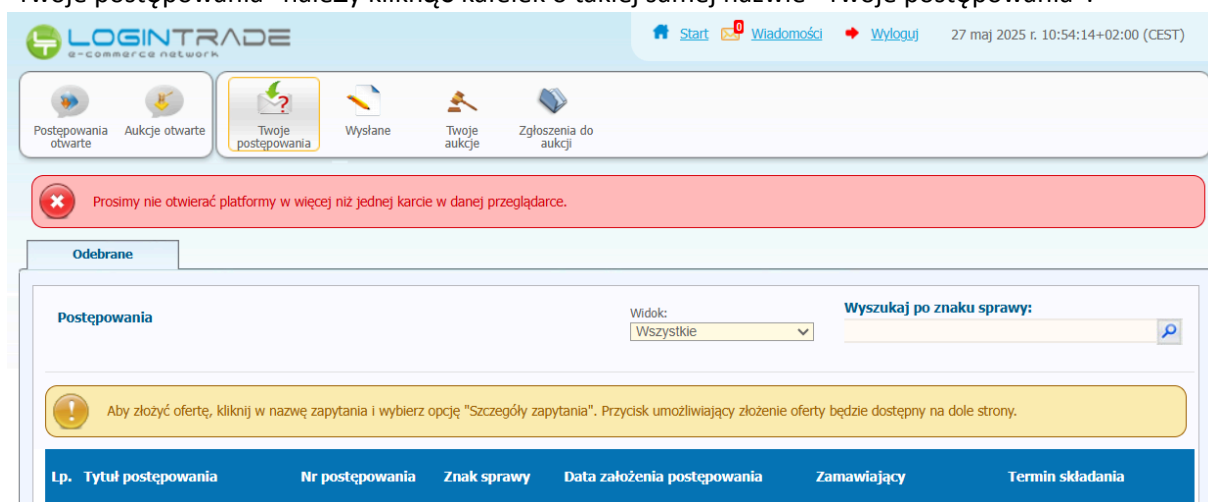 "Twoje postępowania" należy kliknąć kafelek o takiej samej nazwie "Twoje postępowania".
LOGINTRADE
e-commerce network
Start 0 Wiadomości Wyloguj 27 maj 2025 r. 10:54:14+02:00 (CEST)
Postępowania otwarte
Aukcje otwarte
Twoje postępowania
Wysłane
Twoje aukcje
Zgłoszenia do aukcji
Prosimy nie otwierać platformy w więcej niż jednej karcie w danej przeglądarce.
Odebrane
Postępowania
Widok:
Wszystkie
Wyszukaj po znaku sprawy:
Aby złożyć ofertę, kliknij w nazwę zapytania i wybierz opcję "Szczegóły zapytania". Przycisk umożliwiający złożenie oferty będzie dostępny na dole strony.
Lp. Tytuł postępowania Nr postępowania Znak sprawy Data założenia postępowania Zamawiający Termin składania